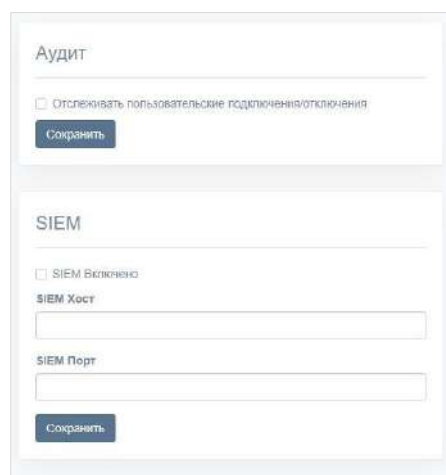 Аудит
Отслеживать пользовательские подключения/отключения
Сохранить
SIEM
SIEM Включено
SIEM Хост
SIEM Порт
Сохранить